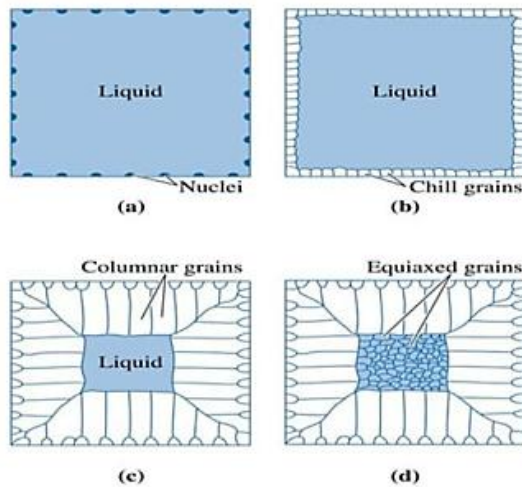 Liquid
Nuclei
(a)
Liquid
Chill grains
(b)
Columnar grains
Liquid
(c)
Equiaxed grains
(d)